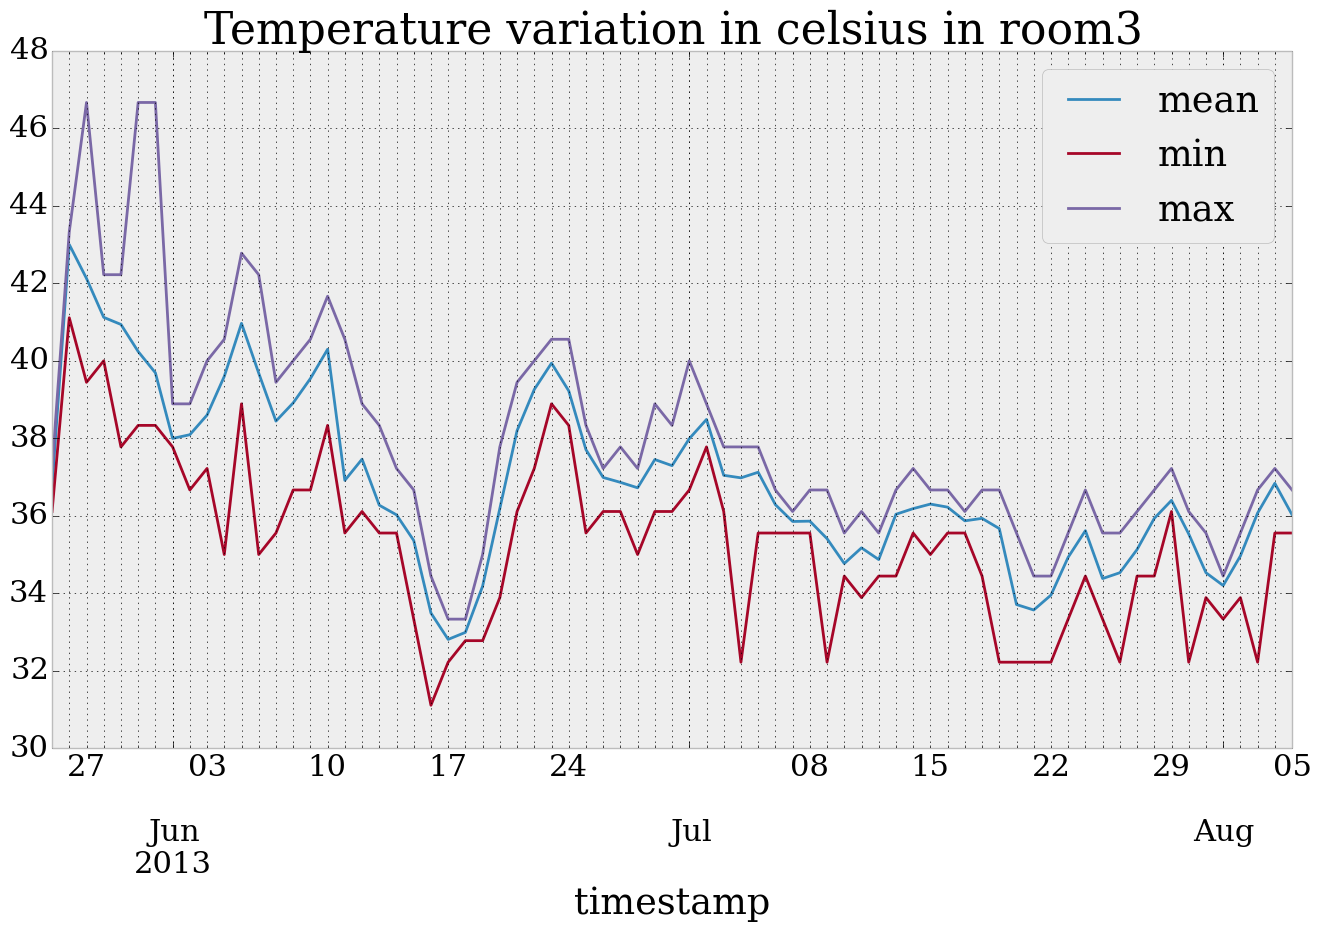 Temperature variation in celsius in room3
48
46
44
42
40
38
36
34
32
30
mean
min
max
27 03 10 17 24 08 15 22 29 05
Jun Jul Aug
2013
timestamp